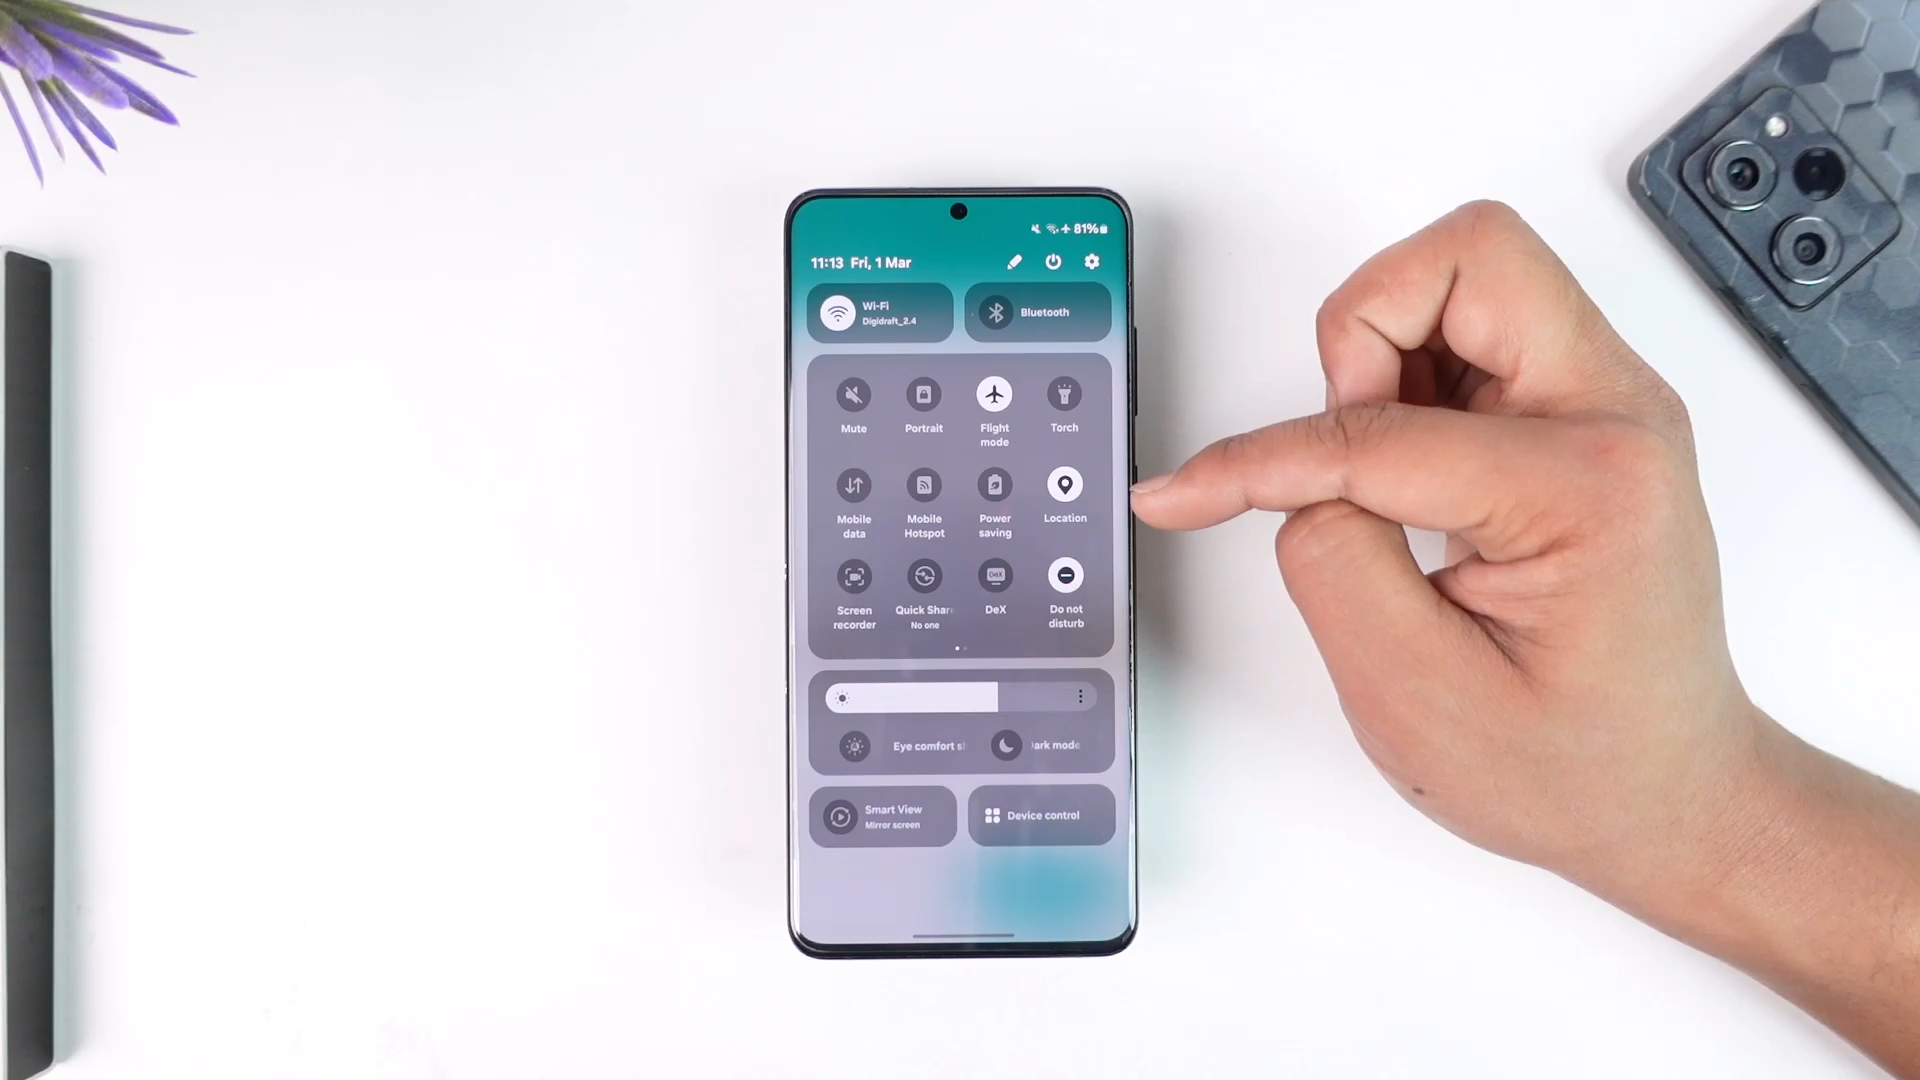 81%
11:13 Fri, 1 Mar
Wi-Fi
Digidraft_2.4
Bluetooth
Mute
Portrait
Flight
mode
Torch
Mobile
data
Mobile
Hotspot
Power
saving
Location
Screen
recorder
Quick Shar
No one
DeX
DeX
Do not
disturb
Eye comfort s
ark mode
Smart View
Mirror screen
Device control